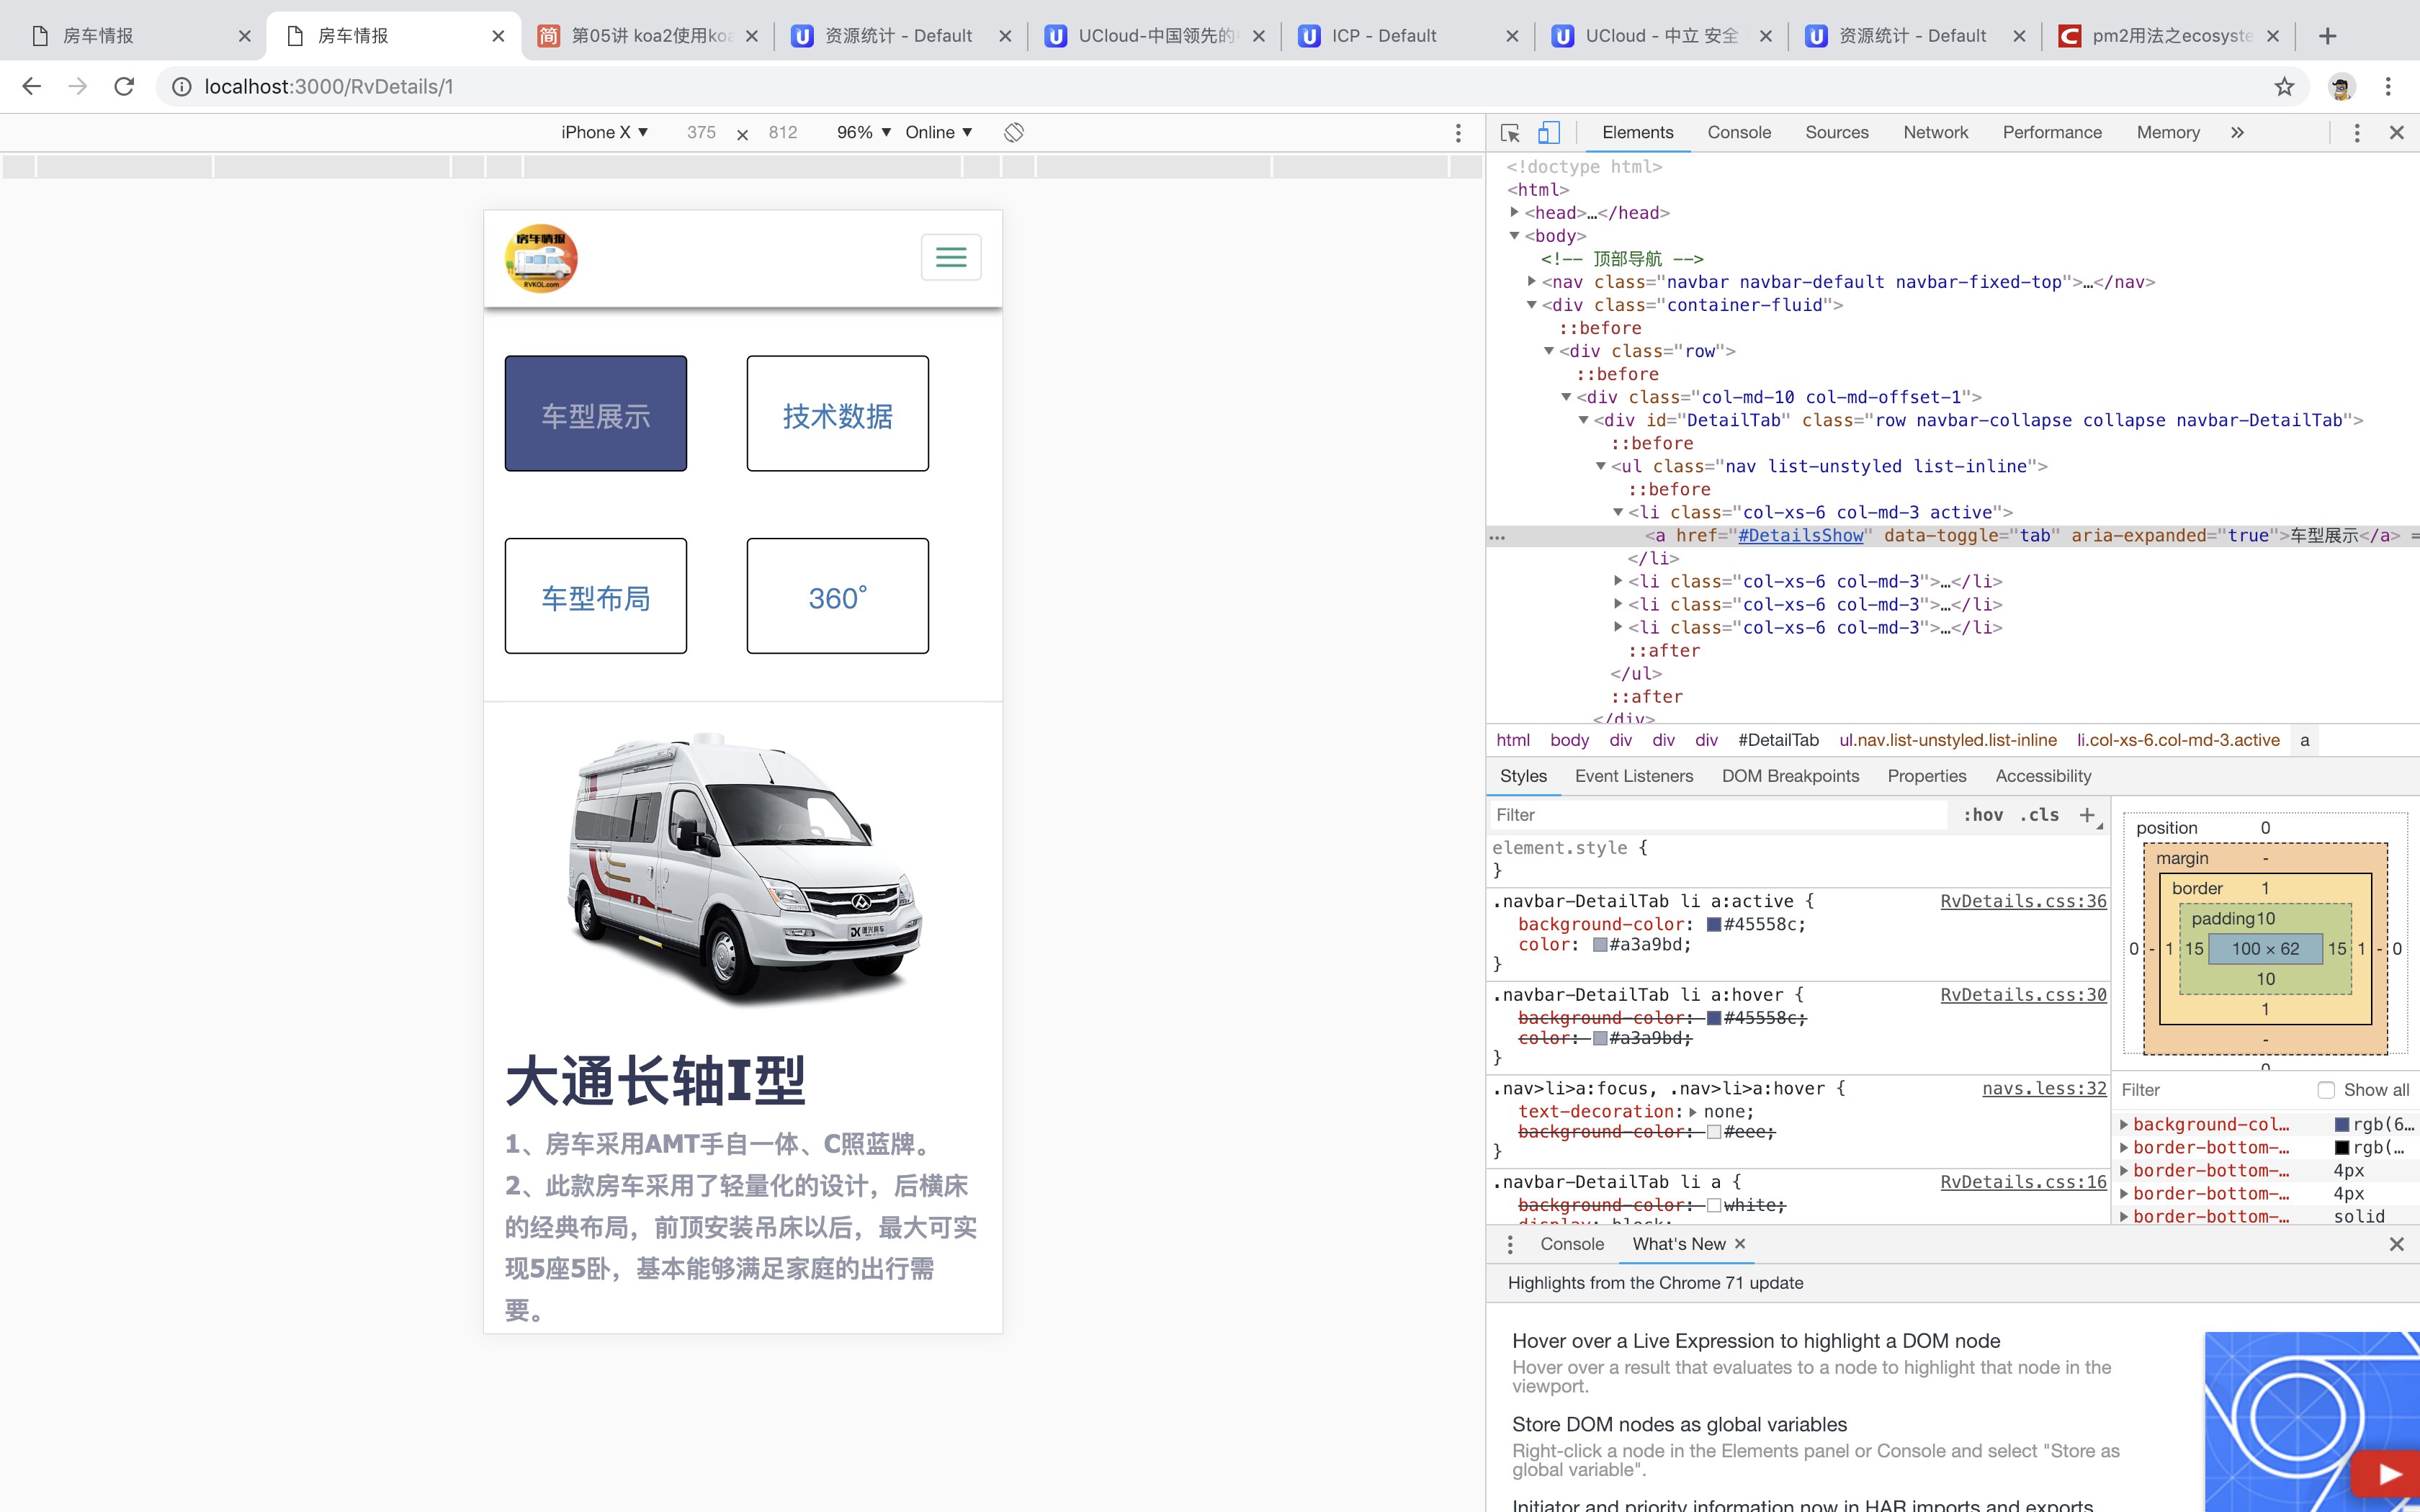 房车情报
房车情报
第05讲 koa2使用koa
资源统计 - Default
UCloud-中国领先的
ICP - Default
UCloud - 中立 安全
资源统计 - Default
pm2用法之ecosyste
localhost:3000/RvDetails/1
iPhone X ▼ 375 × 812 96% ▼ Online ▼
Elements Console Sources Network Performance Memory »
房车情报
RVKOL.com
车型展示
技术数据
车型布局
360°
大通长轴I型
1、房车采用AMT手自一体、C照蓝牌。
2、此款房车采用了轻量化的设计，后横床
的经典布局，前顶安装吊床以后，最大可实
现5座5卧，基本能够满足家庭的出行需
要。
<!doctype html>
<html>
<head>…</head>
<body>
<!-- 顶部导航 -->
<nav class="navbar navbar-default navbar-fixed-top">…</nav>
<div class="container-fluid">
::before
<div class="row">
::before
<div class="col-md-10 col-md-offset-1">
<div id="DetailTab" class="row navbar-collapse collapse navbar-DetailTab">
::before
<ul class="nav list-unstyled list-inline">
::before
<li class="col-xs-6 col-md-3 active">
<a href="#DetailsShow" data-toggle="tab" aria-expanded="true">车型展示</a> =
</li>
<li class="col-xs-6 col-md-3">…</li>
<li class="col-xs-6 col-md-3">…</li>
<li class="col-xs-6 col-md-3">…</li>
::after
</ul>
::after
</div>
html body div div div #DetailTab ul.nav.list-unstyled.list-inline li.col-xs-6.col-md-3.active a
Styles Event Listeners DOM Breakpoints Properties Accessibility
Filter :hov .cls +
element.style {
}
.navbar-DetailTab li a:active { RvDetails.css:36
background-color: #45558c;
color: #a3a9bd;
}
.navbar-DetailTab li a:hover { RvDetails.css:30
background-color: #45558c;
color: #a3a9bd;
}
.nav>li>a:focus, .nav>li>a:hover { navs.less:32
text-decoration: none;
background-color: #eee;
}
.navbar-DetailTab li a { RvDetails.css:16
background-color: white;
display: block;
position 0
margin -
border 1
padding 10
0 - 1 15 100 × 62 15 1 - 0
10
1
-
0
Filter Show all
background-col… rgb(6…
border-bottom-… rgb(…
border-bottom-… 4px
border-bottom-… 4px
border-bottom-… solid
Console What's New ×
Highlights from the Chrome 71 update
Hover over a Live Expression to highlight a DOM node
Hover over a result that evaluates to a node to highlight that node in the
viewport.
Store DOM nodes as global variables
Right-click a node in the Elements panel or Console and select "Store as
global variable".
Initiator and priority information now in HAR imports and exports